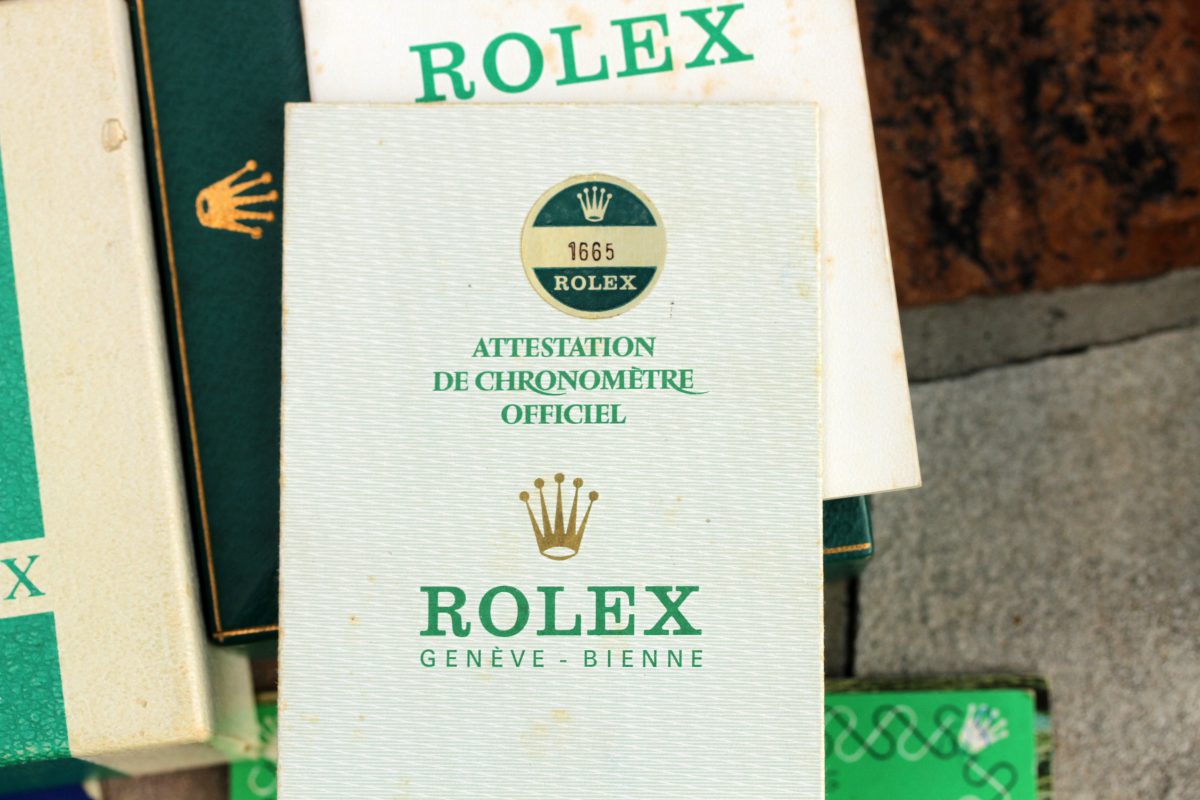 ROLEX
1665
ROLEX
ATTESTATION
DE CHRONOMÈTRE
OFFICIEL
ROLEX
GENÈVE - BIENNE
X